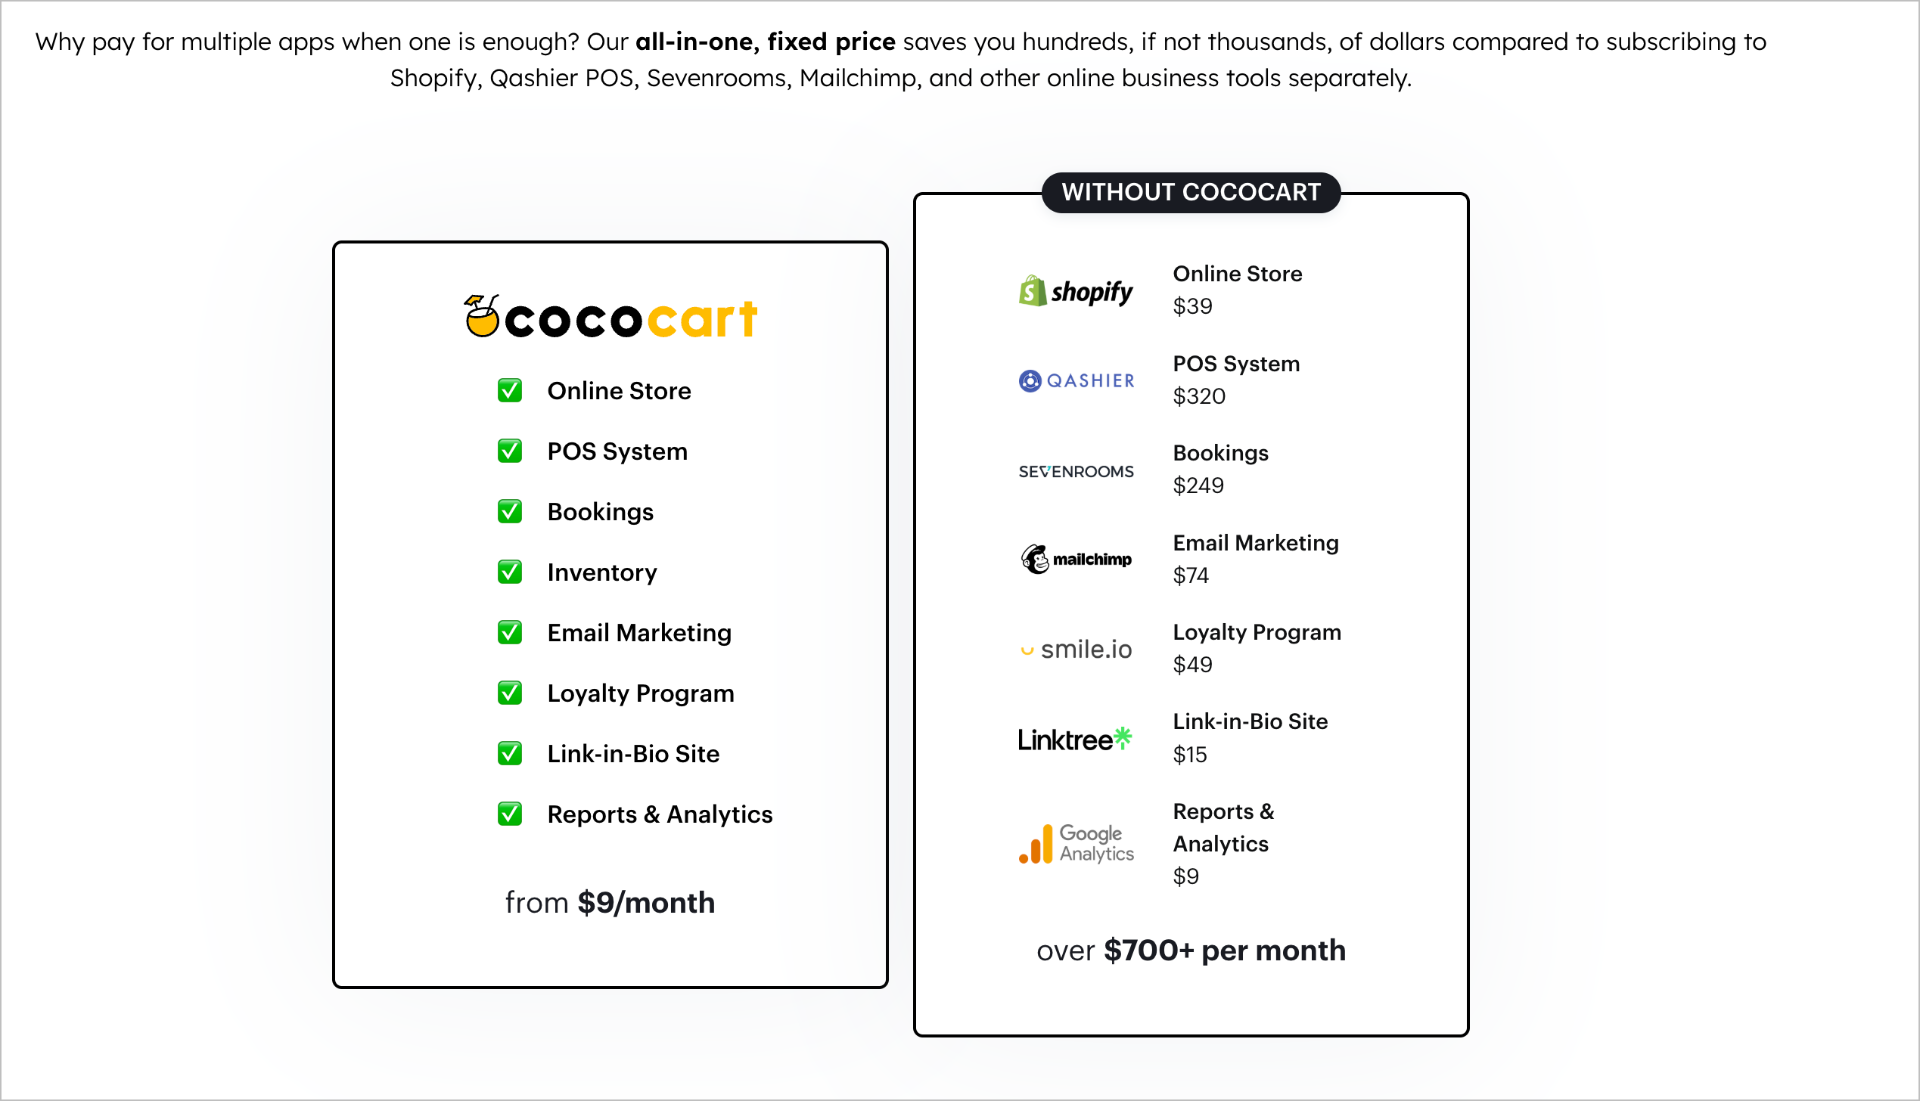 Why pay for multiple apps when one is enough? Our all-in-one, fixed price saves you hundreds, if not thousands, of dollars compared to subscribing to
Shopify, Qashier POS, Sevenrooms, Mailchimp, and other online business tools separately.
cococart
Online Store
POS System
Bookings
Inventory
Email Marketing
Loyalty Program
Link-in-Bio Site
Reports & Analytics
from $9/month
WITHOUT COCOCART
shopify
Online Store
$39
QASHIER
POS System
$320
SEVENROOMS
Bookings
$249
mailchimp
Email Marketing
$74
smile.io
Loyalty Program
$49
Linktree
Link-in-Bio Site
$15
Google
Analytics
Reports &
Analytics
$9
over $700+ per month